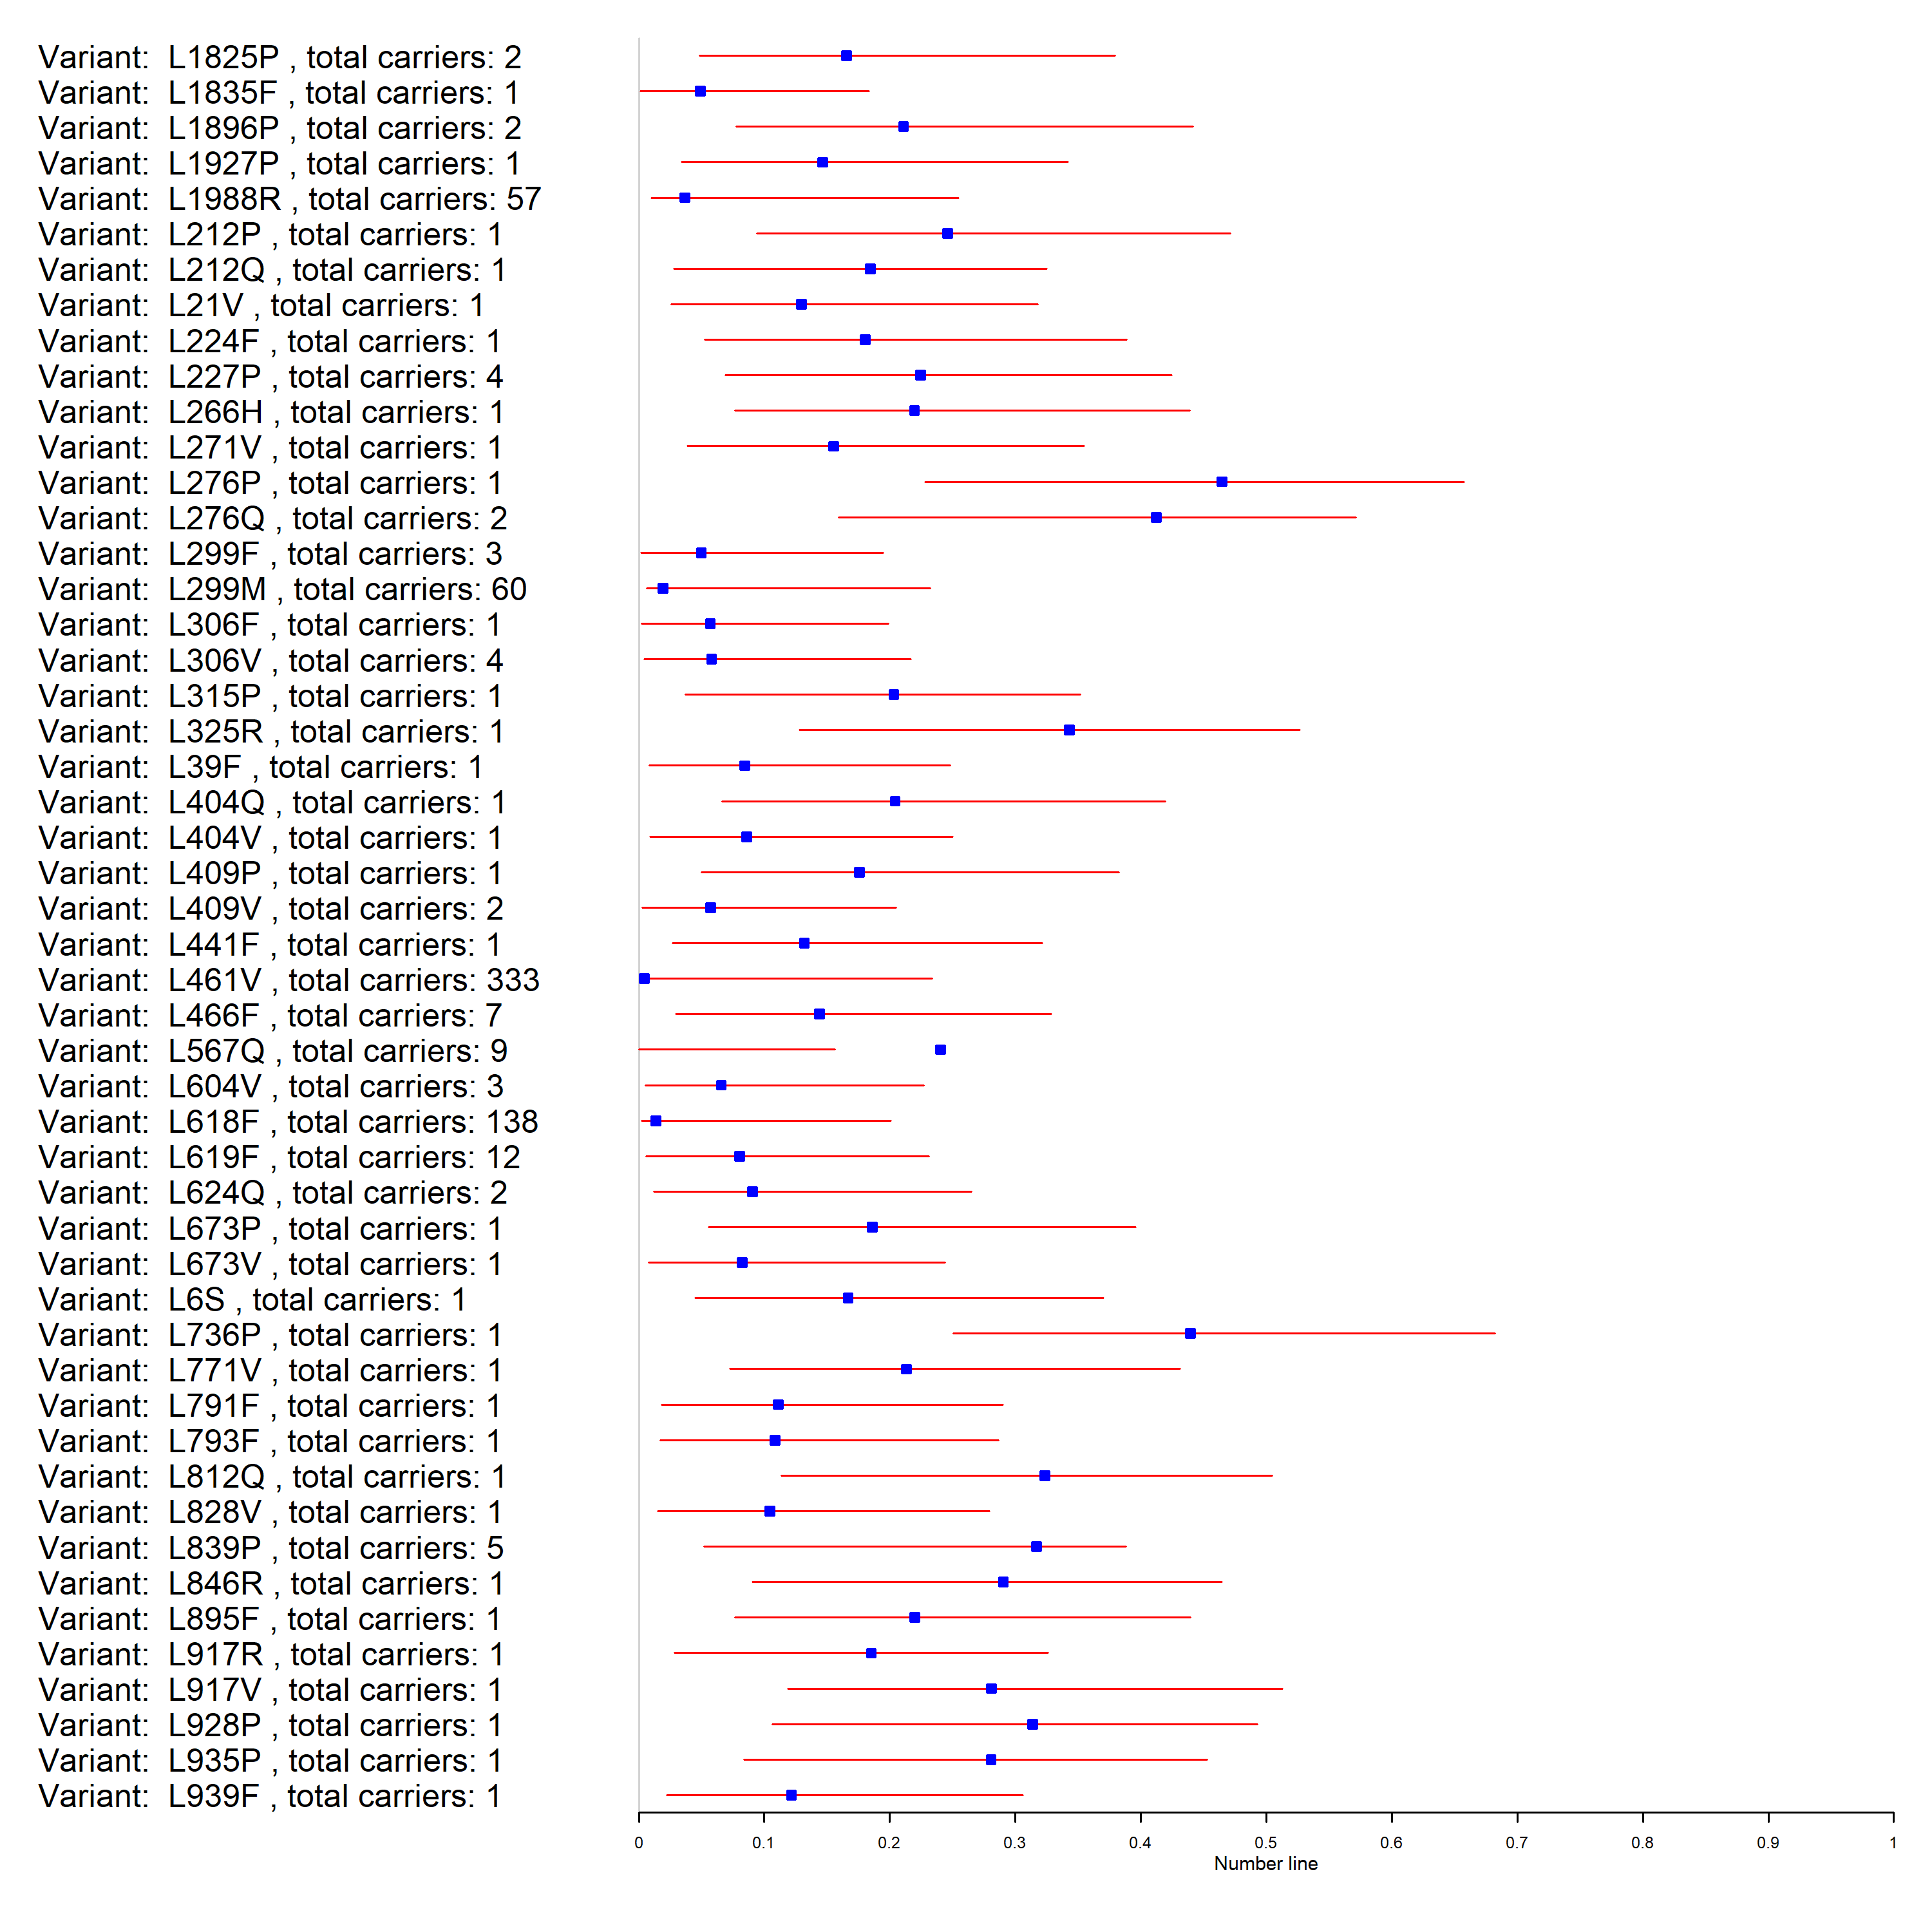 Variant:  L1825P , total carriers: 2
Variant:  L1835F , total carriers: 1
Variant:  L1896P , total carriers: 2
Variant:  L1927P , total carriers: 1
Variant:  L1988R , total carriers: 57
Variant:  L212P , total carriers: 1
Variant:  L212Q , total carriers: 1
Variant:  L21V , total carriers: 1
Variant:  L224F , total carriers: 1
Variant:  L227P , total carriers: 4
Variant:  L266H , total carriers: 1
Variant:  L271V , total carriers: 1
Variant:  L276P , total carriers: 1
Variant:  L276Q , total carriers: 2
Variant:  L299F , total carriers: 3
Variant:  L299M , total carriers: 60
Variant:  L306F , total carriers: 1
Variant:  L306V , total carriers: 4
Variant:  L315P , total carriers: 1
Variant:  L325R , total carriers: 1
Variant:  L39F , total carriers: 1
Variant:  L404Q , total carriers: 1
Variant:  L404V , total carriers: 1
Variant:  L409P , total carriers: 1
Variant:  L409V , total carriers: 2
Variant:  L441F , total carriers: 1
Variant:  L461V , total carriers: 333
Variant:  L466F , total carriers: 7
Variant:  L567Q , total carriers: 9
Variant:  L604V , total carriers: 3
Variant:  L618F , total carriers: 138
Variant:  L619F , total carriers: 12
Variant:  L624Q , total carriers: 2
Variant:  L673P , total carriers: 1
Variant:  L673V , total carriers: 1
Variant:  L6S , total carriers: 1
Variant:  L736P , total carriers: 1
Variant:  L771V , total carriers: 1
Variant:  L791F , total carriers: 1
Variant:  L793F , total carriers: 1
Variant:  L812Q , total carriers: 1
Variant:  L828V , total carriers: 1
Variant:  L839P , total carriers: 5
Variant:  L846R , total carriers: 1
Variant:  L895F , total carriers: 1
Variant:  L917R , total carriers: 1
Variant:  L917V , total carriers: 1
Variant:  L928P , total carriers: 1
Variant:  L935P , total carriers: 1
Variant:  L939F , total carriers: 1
0 0.1 0.2 0.3 0.4 0.5 0.6 0.7 0.8 0.9 1
Number line